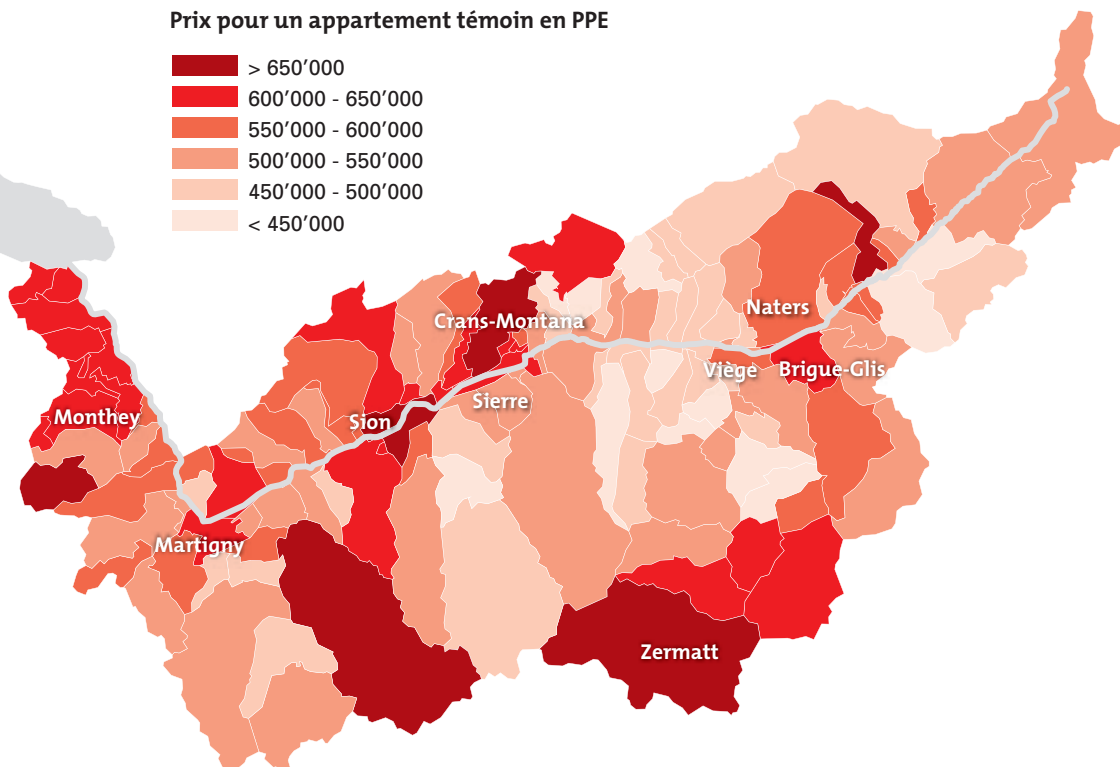 Prix pour un appartement témoin en PPE
> 650’000
600’000 - 650’000
550’000 - 600’000
500’000 - 550’000
450’000 - 500’000
< 450’000
Naters
Crans-Montana
Viège
Brigue-Glis
Sierre
Monthey
Sion
Martigny
Zermatt